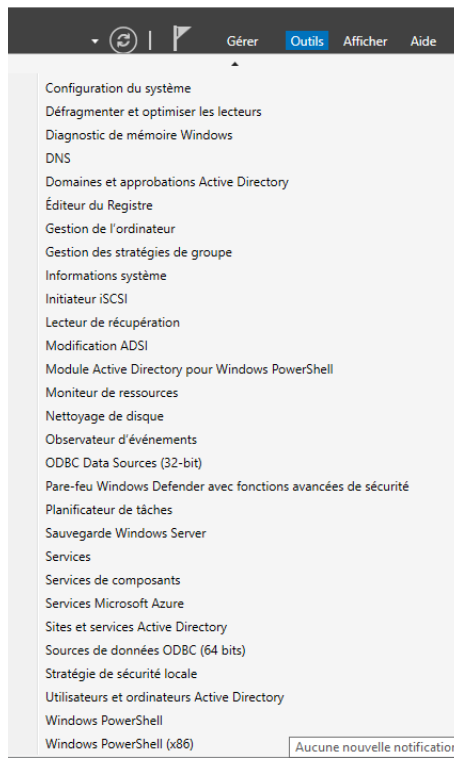 Gérer Outils Afficher Aide
Configuration du système
Défragmenter et optimiser les lecteurs
Diagnostic de mémoire Windows
DNS
Domaines et approbations Active Directory
Éditeur du Registre
Gestion de l'ordinateur
Gestion des stratégies de groupe
Informations système
Initiateur iSCSI
Lecteur de récupération
Modification ADSI
Module Active Directory pour Windows PowerShell
Moniteur de ressources
Nettoyage de disque
Observateur d'événements
ODBC Data Sources (32-bit)
Pare-feu Windows Defender avec fonctions avancées de sécurité
Planificateur de tâches
Sauvegarde Windows Server
Services
Services de composants
Services Microsoft Azure
Sites et services Active Directory
Sources de données ODBC (64 bits)
Stratégie de sécurité locale
Utilisateurs et ordinateurs Active Directory
Windows PowerShell
Windows PowerShell (x86)
Aucune nouvelle notification